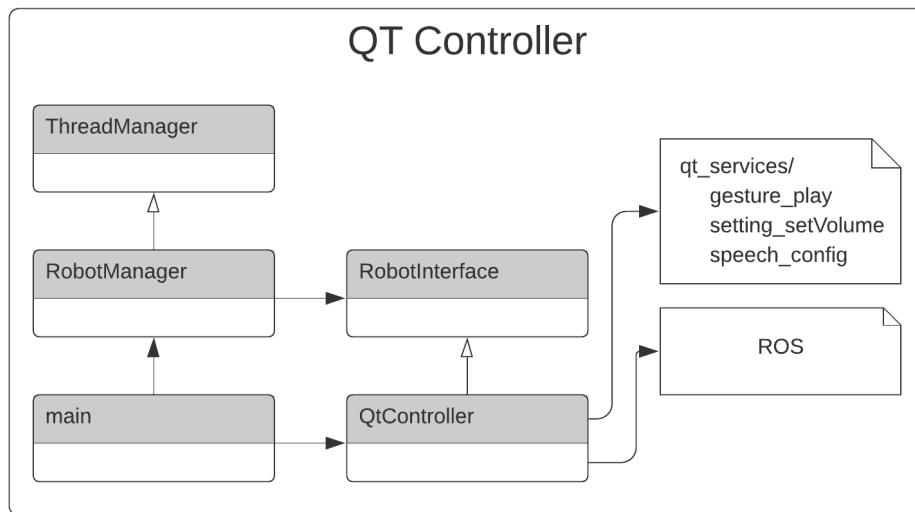 QT Controller
ThreadManager
RobotManager
RobotInterface
main
QtController
qt_services/
gesture_play
setting_setVolume
speech_config
ROS